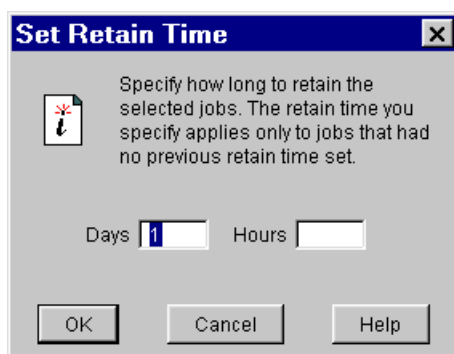 Set Retain Time
Specify how long to retain the
selected jobs. The retain time you
specify applies only to jobs that had
no previous retain time set.
Days 1 Hours
OK Cancel Help